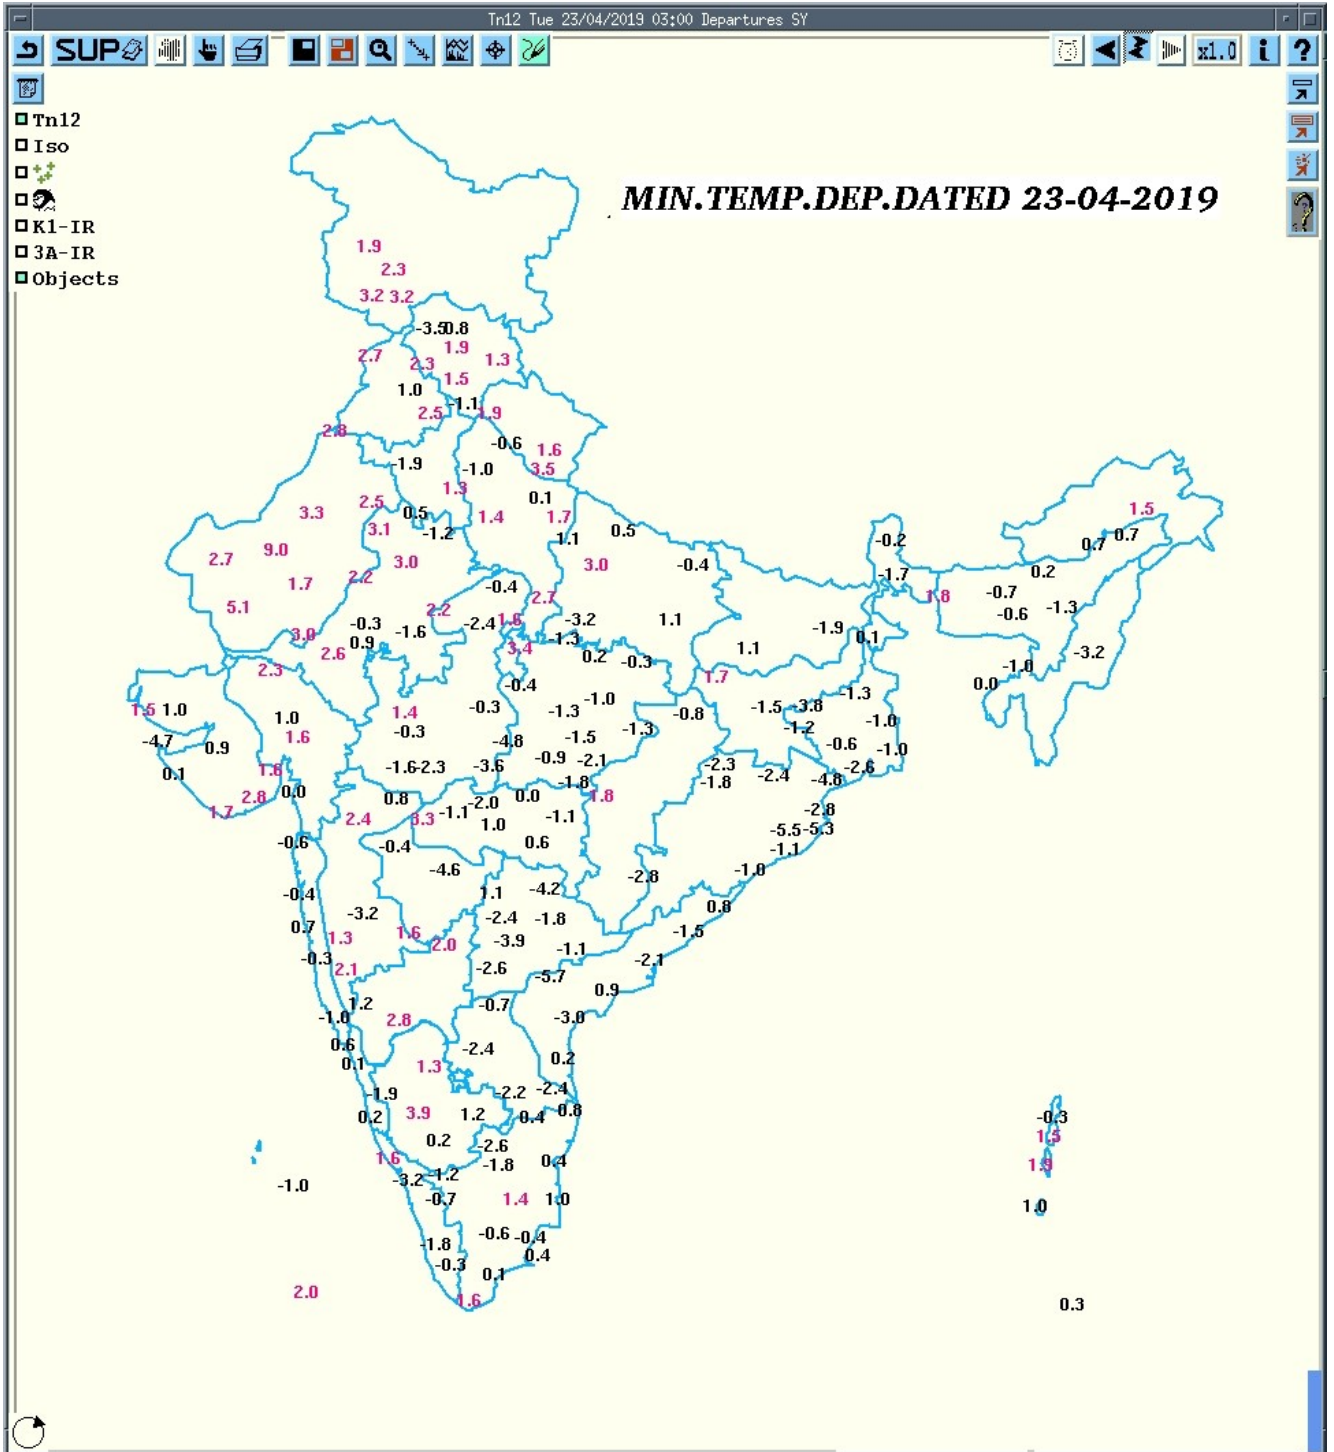 Tn12 Tue 23/04/2019 03:00 Departures SY
SUP x1.0 i ?
Tn12
Iso
K1-IR
3A-IR
Objects
MIN.TEMP.DEP.DATED 23-04-2019
1.9
2.3
3.2 3.2
-3.5 0.8
1.9
2.7 2.3 1.3
1.5
1.0
-1.1
2.5 1.9
2.8
-0.6 1.6
-1.9 -1.0 3.5
1.3
2.5 0.1
3.3 0.5 1.4 1.7 1.5
3.1 -1.2 1.1 0.5 0.7 0.7
2.7 9.0 3.0 3.0 -0.4 -0.2
1.7 2.2 -0.4 -1.7 0.2
5.1 2.2 2.7 1.8 -0.7
-0.3 -2.4 1.6 -3.2 1.1 -0.6 -1.3
3.0 0.9 -1.6 -1.3 -1.9 0.1
2.6 3.4 0.2 -0.3 1.1 -3.2
2.3 1.7 -1.0
-0.4 0.0
1.5 1.0 1.0 1.4 -0.3 -1.3 -1.0 -0.8 -1.5 -3.8 -1.3
-4.7 0.9 1.6 -0.3 -4.8 -1.5 -1.3 -1.2 -1.0
0.1 1.8 -1.6 -2.3 -3.6 -0.9 -2.1 -2.3 -0.6 -1.0
-1.8 -1.8 -2.4 -4.8 -2.6
1.7 2.8 0.0 0.8 -2.0 0.0 1.8
2.4 3.3 -1.1 1.0 -1.1 -2.8
-0.6 -0.4 0.6 -5.5 -5.3
-1.1
-4.6 -2.8 -1.0
-0.4 1.1 -4.2
-3.2 -2.4 -1.8 0.8
0.7 1.3 1.6 2.0 -3.9 -1.1 -1.5
-0.3 2.1 -2.6 -5.7 -2.1
1.2 -0.7 0.9
-1.0 2.8 -3.0
0.6 -2.4
0.1 1.3 0.2
-1.9 -2.2 -2.4
0.2 3.9 1.2 0.4 0.8 -0.3
0.2 -2.6 1.5
1.6 -1.8 0.4 1.9
-1.0 -3.2 -1.2
-0.7 1.4 1.0 1.0
-1.8 -0.6 -0.4
-0.3 0.4
0.1
2.0 1.6 0.3